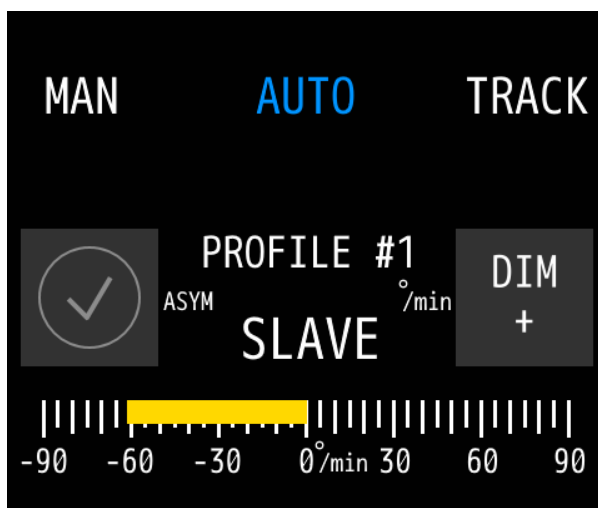 MAN AUTO TRACK
PROFILE #1
DIM
ASYM °/min
+
SLAVE
-90 -60 -30 0°/min 30 60 90